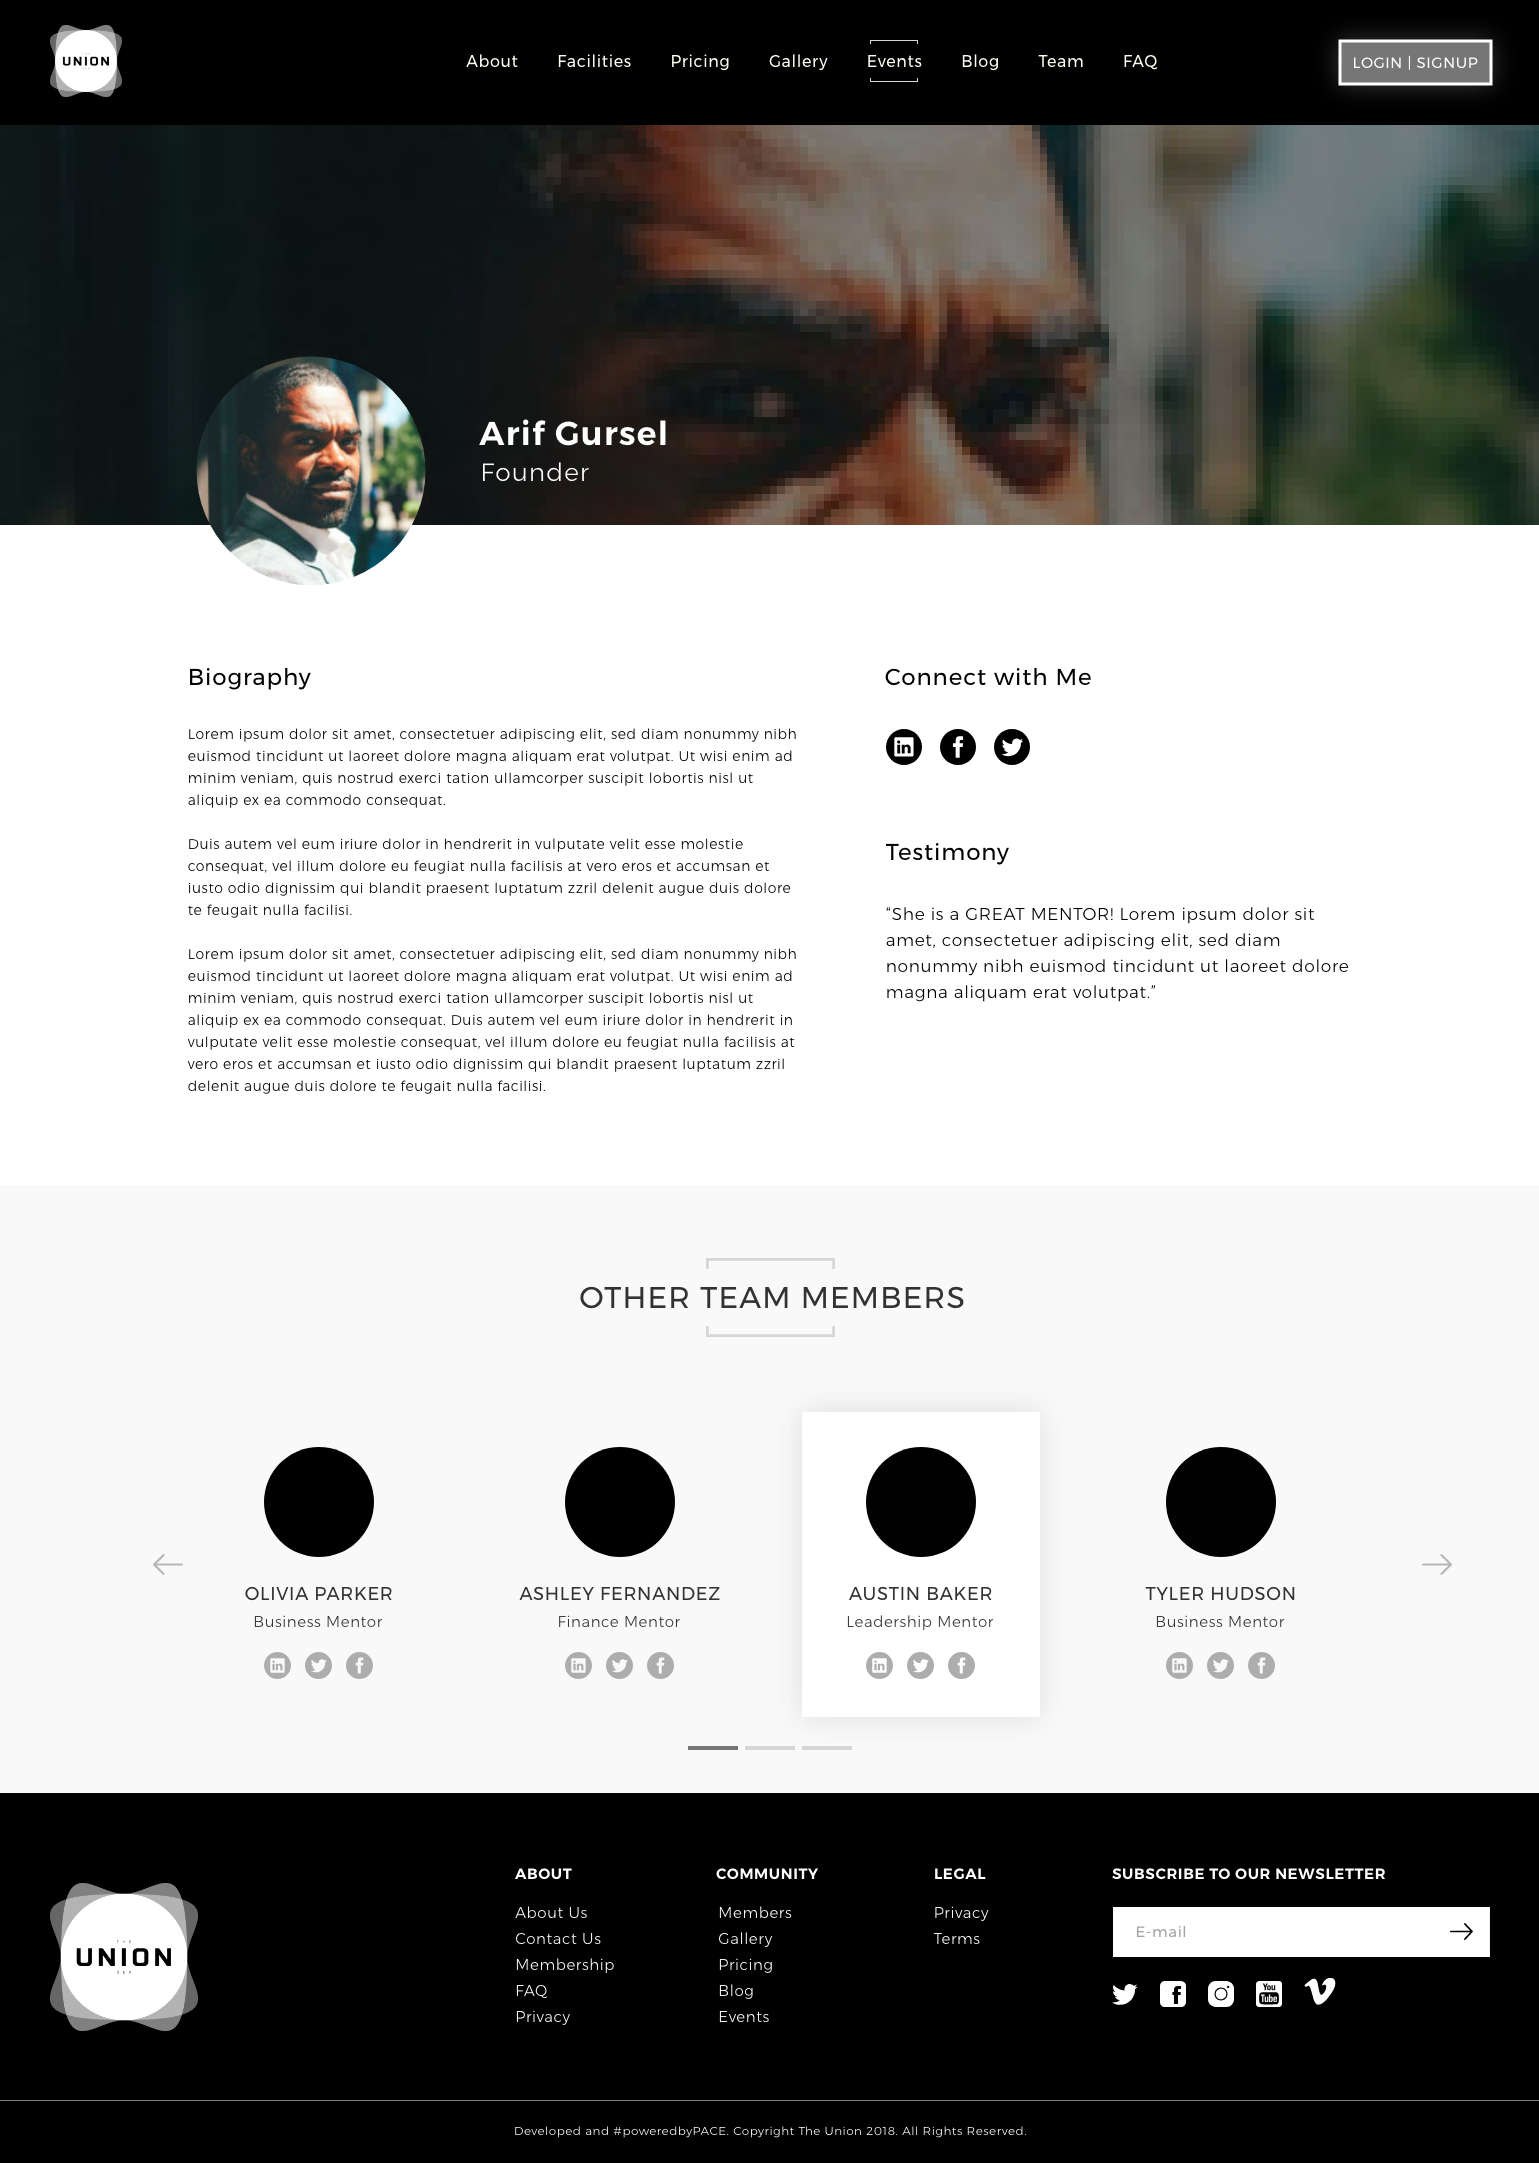 UNION
About Facilities Pricing Gallery Events Blog Team FAQ
LOGIN | SIGNUP
Arif Gursel
Founder
Biography
Lorem ipsum dolor sit amet, consectetuer adipiscing elit, sed diam nonummy nibh
euismod tincidunt ut laoreet dolore magna aliquam erat volutpat. Ut wisi enim ad
minim veniam, quis nostrud exerci tation ullamcorper suscipit lobortis nisl ut
aliquip ex ea commodo consequat.
Duis autem vel eum iriure dolor in hendrerit in vulputate velit esse molestie
consequat, vel illum dolore eu feugiat nulla facilisis at vero eros et accumsan et
iusto odio dignissim qui blandit praesent luptatum zzril delenit augue duis dolore
te feugait nulla facilisi.
Lorem ipsum dolor sit amet, consectetuer adipiscing elit, sed diam nonummy nibh
euismod tincidunt ut laoreet dolore magna aliquam erat volutpat. Ut wisi enim ad
minim veniam, quis nostrud exerci tation ullamcorper suscipit lobortis nisl ut
aliquip ex ea commodo consequat. Duis autem vel eum iriure dolor in hendrerit in
vulputate velit esse molestie consequat, vel illum dolore eu feugiat nulla facilisis at
vero eros et accumsan et iusto odio dignissim qui blandit praesent luptatum zzril
delenit augue duis dolore te feugait nulla facilisi.
Connect with Me
Testimony
“She is a GREAT MENTOR! Lorem ipsum dolor sit
amet, consectetuer adipiscing elit, sed diam
nonummy nibh euismod tincidunt ut laoreet dolore
magna aliquam erat volutpat.”
OTHER TEAM MEMBERS
OLIVIA PARKER
Business Mentor
ASHLEY FERNANDEZ
Finance Mentor
AUSTIN BAKER
Leadership Mentor
TYLER HUDSON
Business Mentor
THE
UNION
ABOUT
About Us
Contact Us
Membership
FAQ
Privacy
COMMUNITY
Members
Gallery
Pricing
Blog
Events
LEGAL
Privacy
Terms
SUBSCRIBE TO OUR NEWSLETTER
E-mail
You
Tube
Developed and #poweredbyPACE. Copyright The Union 2018. All Rights Reserved.